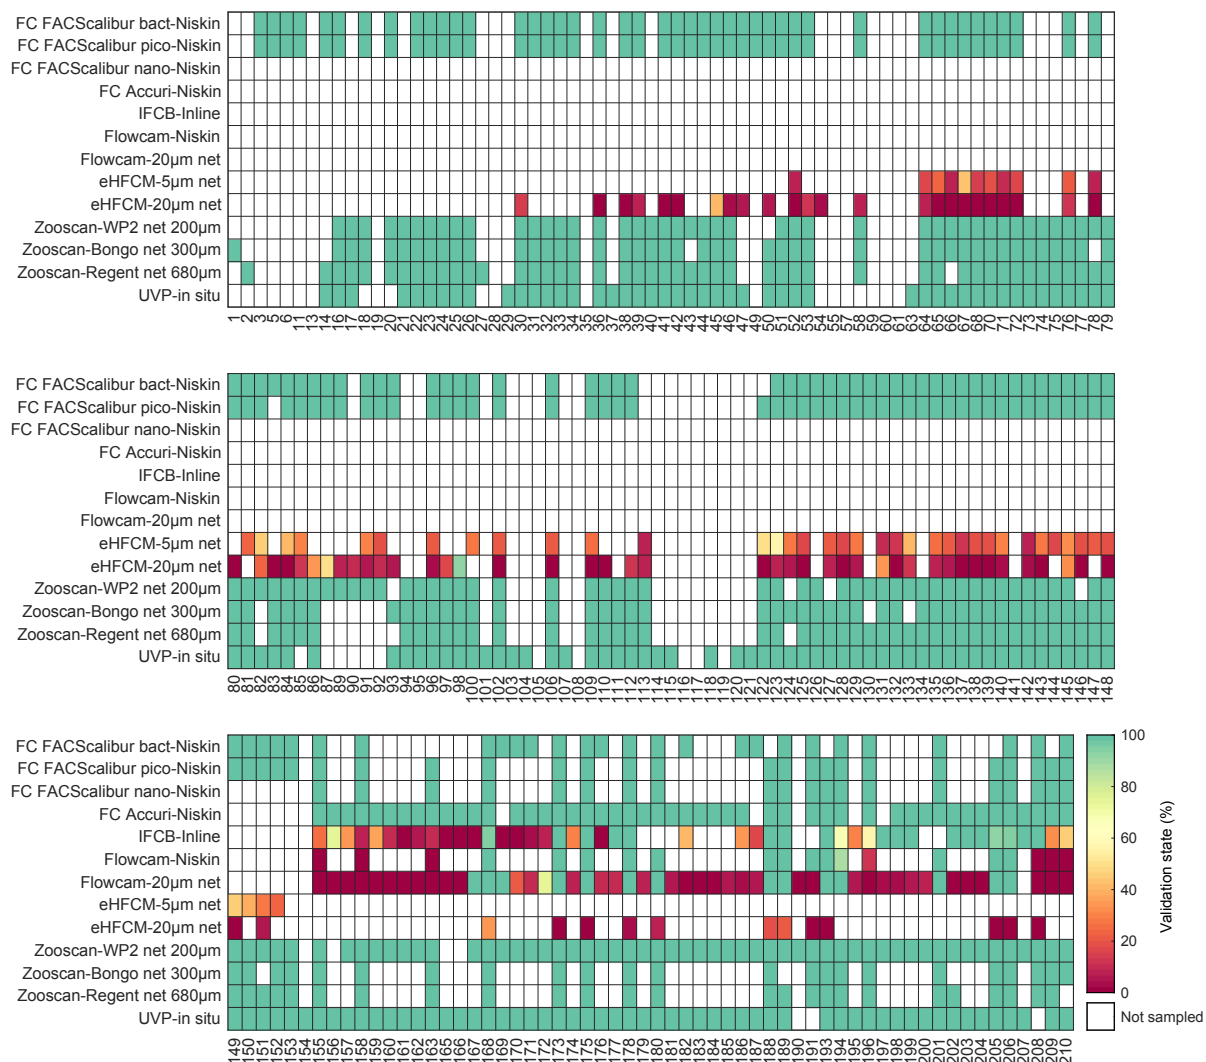 FC FACScalibur bact-Niskin
FC FACScalibur pico-Niskin
FC FACScalibur nano-Niskin
FC Accuri-Niskin
IFCB-Inline
Flowcam-Niskin
Flowcam-20µm net
eHFCM-5µm net
eHFCM-20µm net
Zooscan-WP2 net 200µm
Zooscan-Bongo net 300µm
Zooscan-Regent net 680µm
UVP-in situ
1 2 3 5 6 11 13 14 16 17 18 19 20 21 22 23 24 25 26 27 28 29 30 31 32 33 34 35 36 37 38 39 40 41 42 43 44 45 46 47 49 50 51 52 53 54 55 57 58 59 60 61 63 64 65 66 67 68 70 71 72 73 74 75 76 77 78 79
FC FACScalibur bact-Niskin
FC FACScalibur pico-Niskin
FC FACScalibur nano-Niskin
FC Accuri-Niskin
IFCB-Inline
Flowcam-Niskin
Flowcam-20µm net
eHFCM-5µm net
eHFCM-20µm net
Zooscan-WP2 net 200µm
Zooscan-Bongo net 300µm
Zooscan-Regent net 680µm
UVP-in situ
80 81 82 83 84 85 86 87 89 90 91 92 93 94 95 96 97 98 100 101 102 103 104 105 106 107 108 109 110 111 112 113 114 115 116 117 118 119 120 121 122 123 124 125 126 127 128 129 130 131 132 133 134 135 136 137 138 139 140 141 142 143 144 145 146 147 148
FC FACScalibur bact-Niskin
FC FACScalibur pico-Niskin
FC FACScalibur nano-Niskin
FC Accuri-Niskin
IFCB-Inline
Flowcam-Niskin
Flowcam-20µm net
eHFCM-5µm net
eHFCM-20µm net
Zooscan-WP2 net 200µm
Zooscan-Bongo net 300µm
Zooscan-Regent net 680µm
UVP-in situ
149 150 151 152 153 154 155 156 157 158 159 160 161 162 163 165 166 167 168 169 170 171 172 173 174 175 176 177 178 179 180 181 182 183 184 185 186 187 188 189 190 191 193 194 195 196 197 198 199 200 201 202 203 204 205 206 207 208 209 210
100
80
60
40
20
0
Validation state (%)
Not sampled